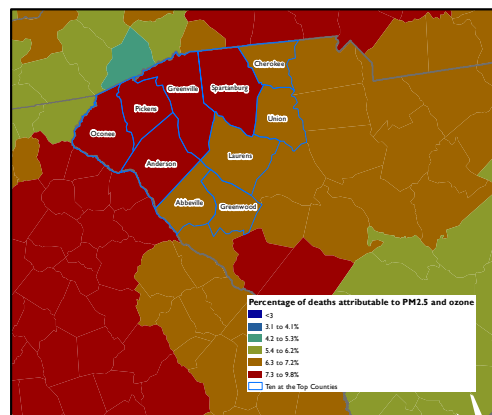 Cherokee
Greenville
Spartanburg
Pickens
Union
Oconee
Laurens
Anderson
Abbeville
Greenwood
Percentage of deaths attributable to PM2.5 and ozone
<3
3.1 to 4.1%
4.2 to 5.3%
5.4 to 6.2%
6.3 to 7.2%
7.3 to 9.8%
Ten at the Top Counties